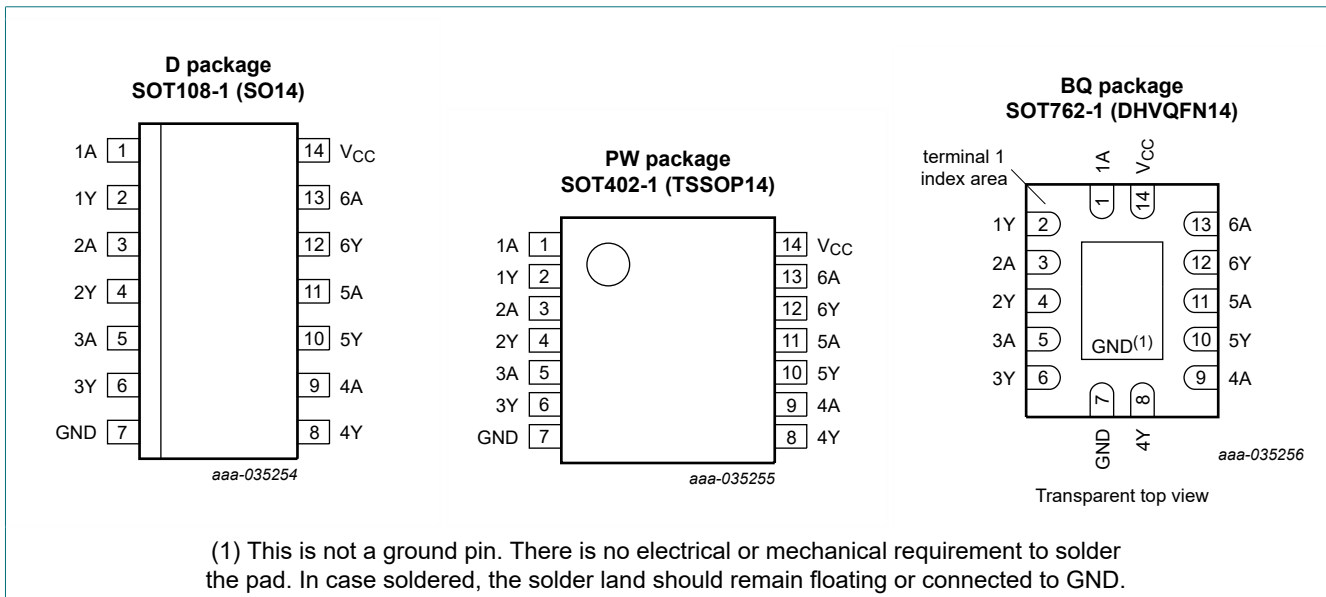 D package
SOT108-1 (SO14)
1A 1 14 VCC
1Y 2 13 6A
2A 3 12 6Y
2Y 4 11 5A
3A 5 10 5Y
3Y 6 9 4A
GND 7 8 4Y
aaa-035254
PW package
SOT402-1 (TSSOP14)
1A 1 14 VCC
1Y 2 13 6A
2A 3 12 6Y
2Y 4 11 5A
3A 5 10 5Y
3Y 6 9 4A
GND 7 8 4Y
aaa-035255
BQ package
SOT762-1 (DHVQFN14)
terminal 1
index area
1A VCC
1 14
1Y 2 13 6A
2A 3 12 6Y
2Y 4 11 5A
3A 5 10 5Y
GND(1)
3Y 6 9 4A
7 8
GND 4Y
aaa-035256
Transparent top view
(1) This is not a ground pin. There is no electrical or mechanical requirement to solder
the pad. In case soldered, the solder land should remain floating or connected to GND.